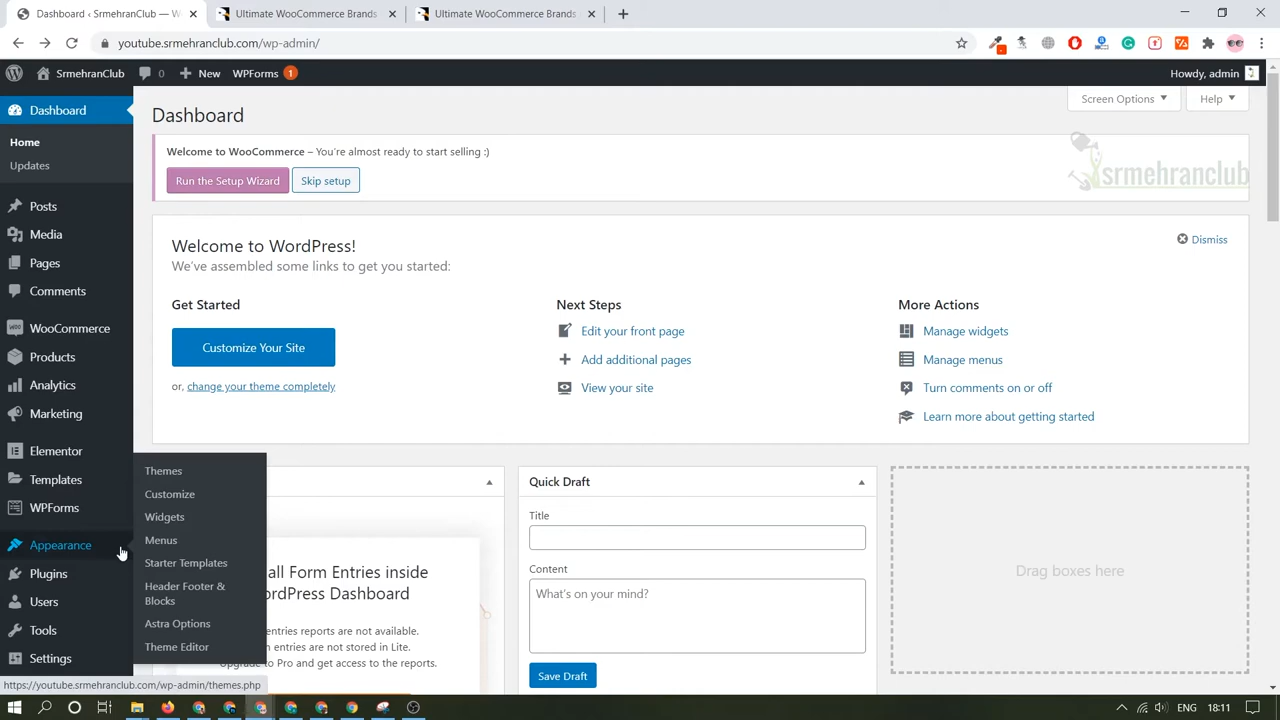 Dashboard ‹ SrmehranClub — W
Ultimate WooCommerce Brands
Ultimate WooCommerce Brands
youtube.srmehranclub.com/wp-admin/
SrmehranClub
0
New
WPForms
1
Howdy, admin
Dashboard
Home
Updates
Posts
Media
Pages
Comments
WooCommerce
Products
Analytics
Marketing
Elementor
Templates
WPForms
Appearance
Plugins
Users
Tools
Settings
Themes
Customize
Widgets
Menus
Starter Templates
Header Footer &
Blocks
Astra Options
Theme Editor
Dashboard
Screen Options
Help
Welcome to WooCommerce – You're almost ready to start selling :)
Run the Setup Wizard
Skip setup
srmehranclub
Welcome to WordPress!
Dismiss
We've assembled some links to get you started:
Get Started
Customize Your Site
or, change your theme completely
Next Steps
Edit your front page
Add additional pages
View your site
More Actions
Manage widgets
Manage menus
Turn comments on or off
Learn more about getting started
all Form Entries inside
ordPress Dashboard
entries reports are not available.
n entries are not stored in Lite.
Upgrade to Pro and get access to the reports.
Quick Draft
Title
Content
What's on your mind?
Save Draft
Drag boxes here
https://youtube.srmehranclub.com/wp-admin/themes.php
ENG
18:11